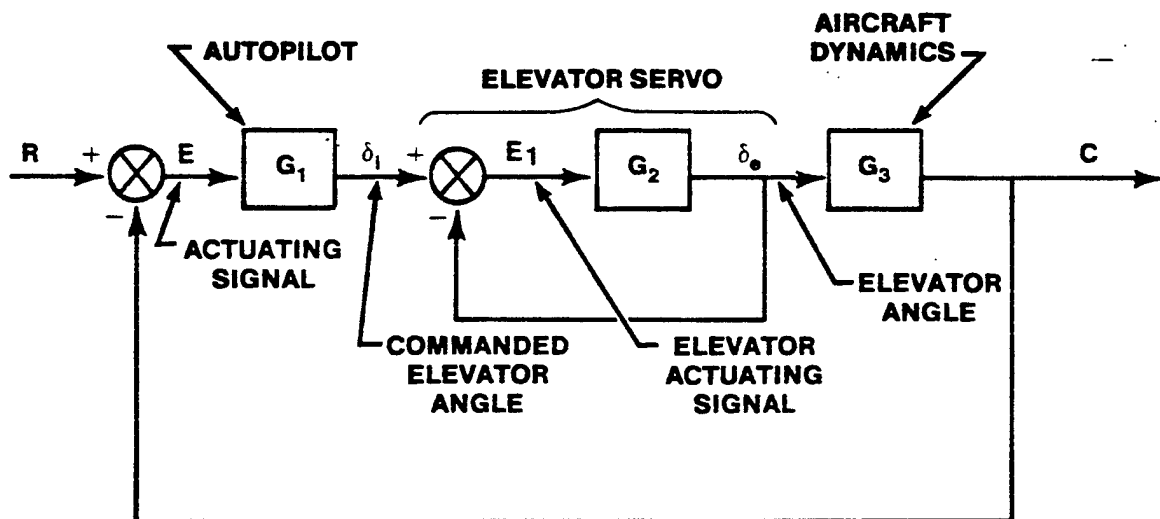 AIRCRAFT
DYNAMICS
AUTOPILOT
ELEVATOR SERVO
R
+
E
G₁
δᵢ
+
E₁
G₂
δₑ
G₃
C
−
−
ACTUATING
SIGNAL
ELEVATOR
ANGLE
COMMANDED
ELEVATOR
ANGLE
ELEVATOR
ACTUATING
SIGNAL